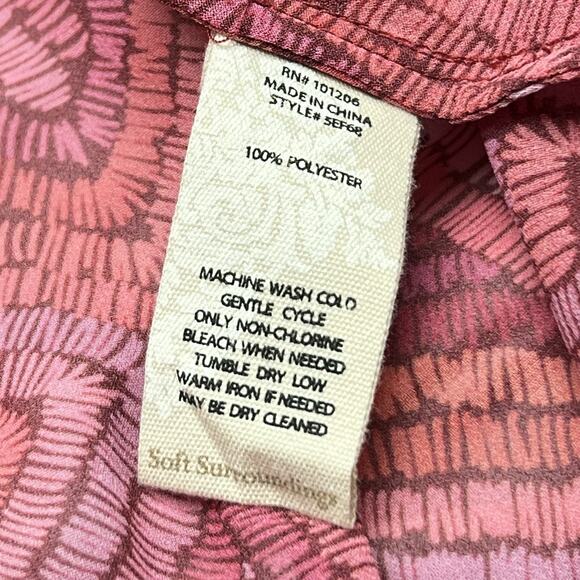 RN# 101206
MADE IN CHINA
STYLE# 5EF68
100% POLYESTER
MACHINE WASH COLD
GENTLE CYCLE
ONLY NON-CHLORINE
BLEACH WHEN NEEDED
TUMBLE DRY LOW
WARM IRON IF NEEDED
MAY BE DRY CLEANED
Soft Surroundings